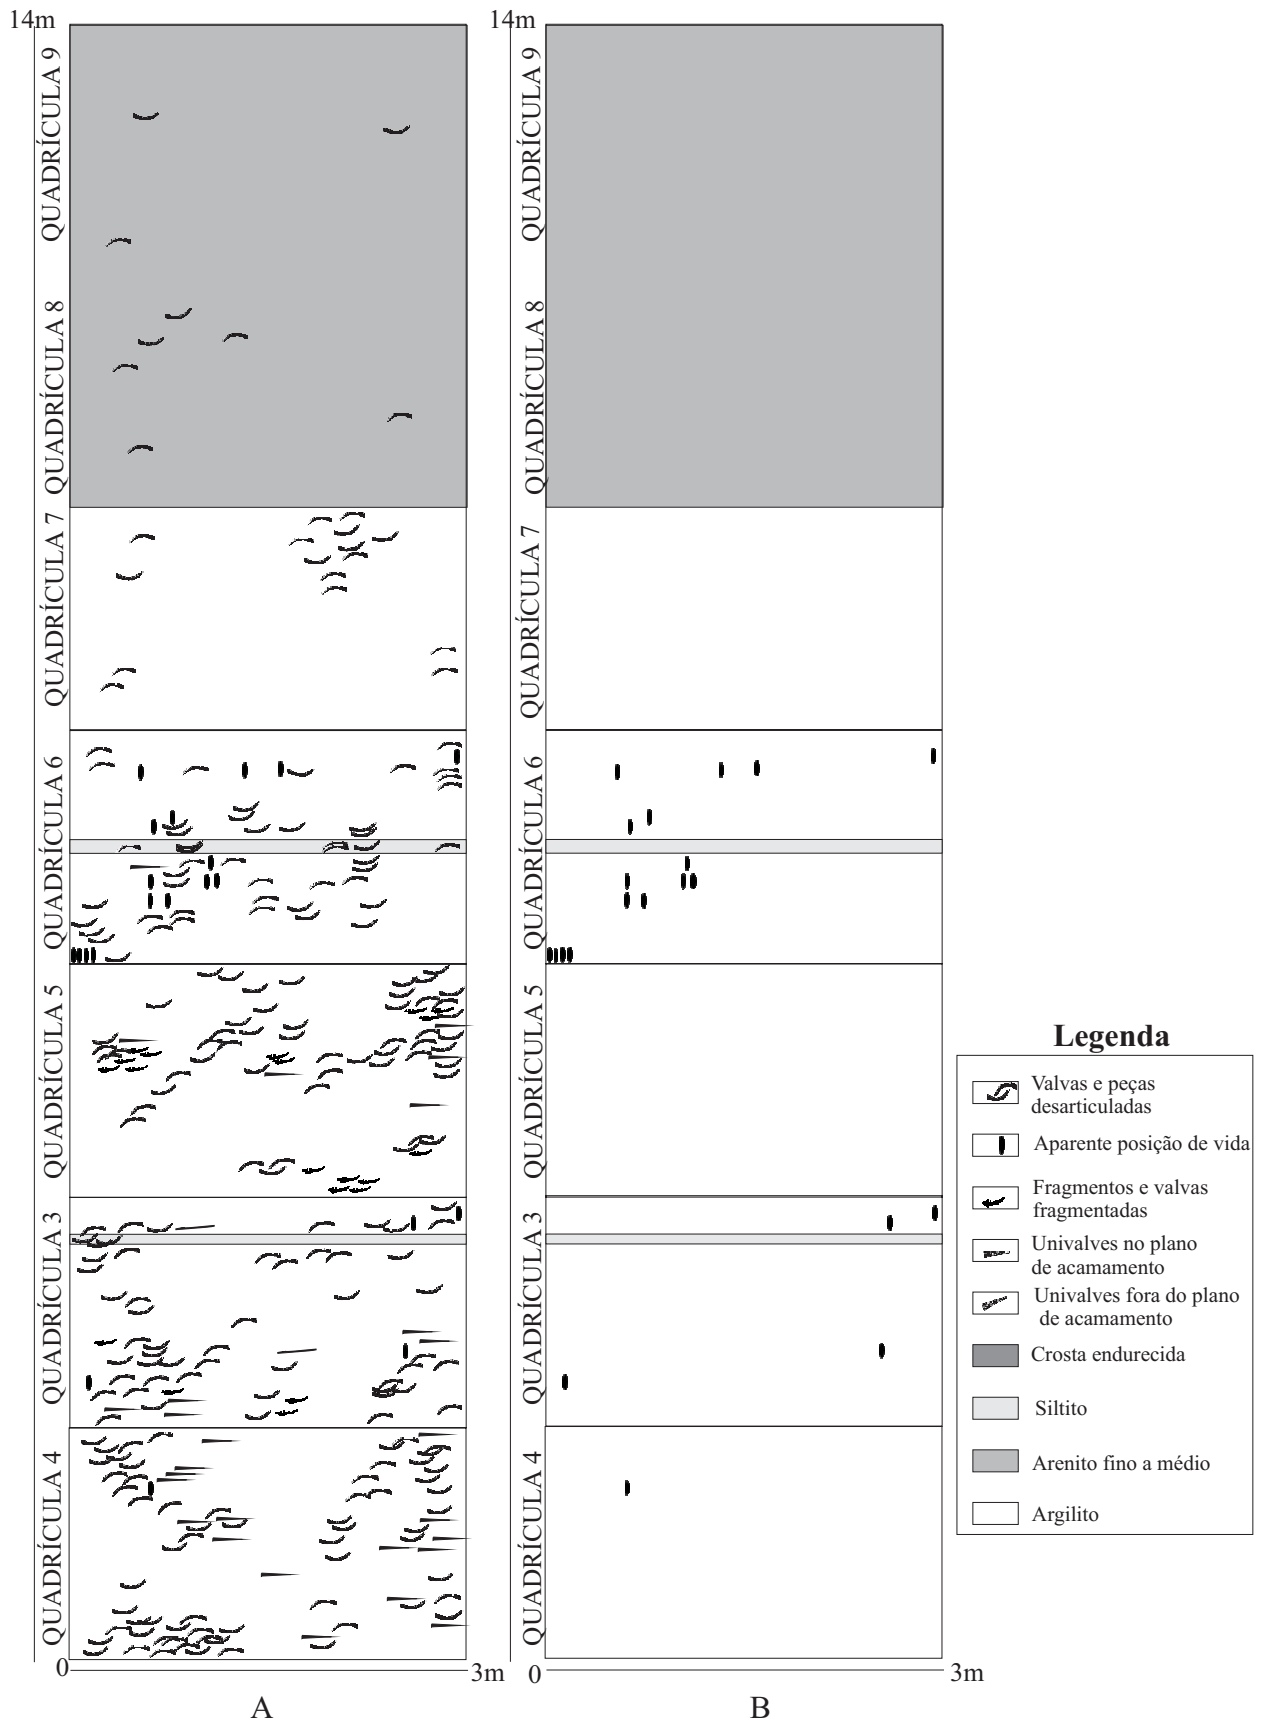 14m
QUADRÍCULA 9
QUADRÍCULA 8
QUADRÍCULA 7
QUADRÍCULA 6
QUADRÍCULA 5
QUADRÍCULA 3
QUADRÍCULA 4
0
3m
A
14m
QUADRÍCULA 9
QUADRÍCULA 8
QUADRÍCULA 7
QUADRÍCULA 6
QUADRÍCULA 5
QUADRÍCULA 3
QUADRÍCULA 4
0
3m
B
Legenda
Valvas e peças
desarticuladas
Aparente posição de vida
Fragmentos e valvas
fragmentadas
Univalves no plano
de acamamento
Univalves fora do plano
de acamamento
Crosta endurecida
Siltito
Arenito fino a médio
Argilito